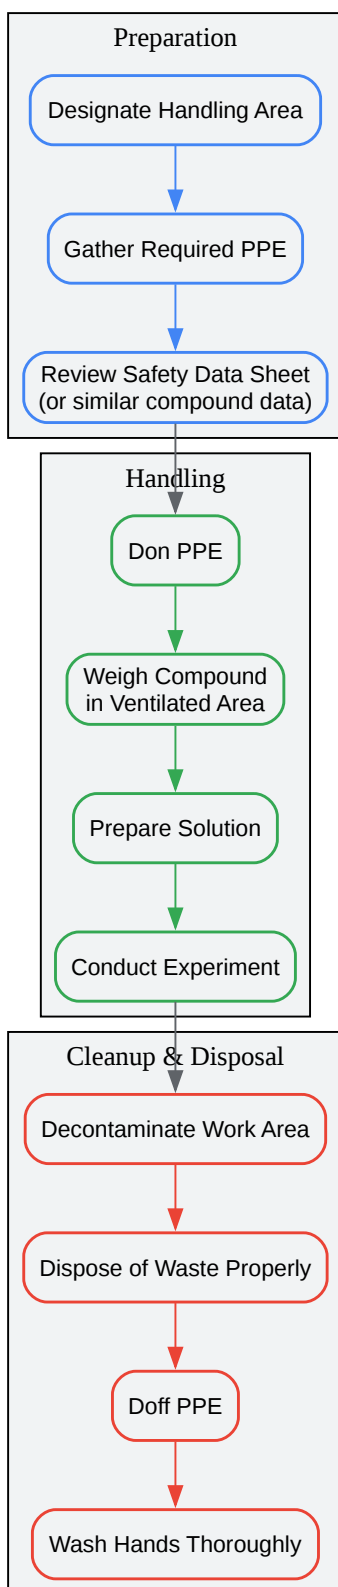 Preparation
Designate Handling Area
Gather Required PPE
Review Safety Data Sheet
(or similar compound data)
Handling
Don PPE
Weigh Compound
in Ventilated Area
Prepare Solution
Conduct Experiment
Cleanup & Disposal
Decontaminate Work Area
Dispose of Waste Properly
Doff PPE
Wash Hands Thoroughly